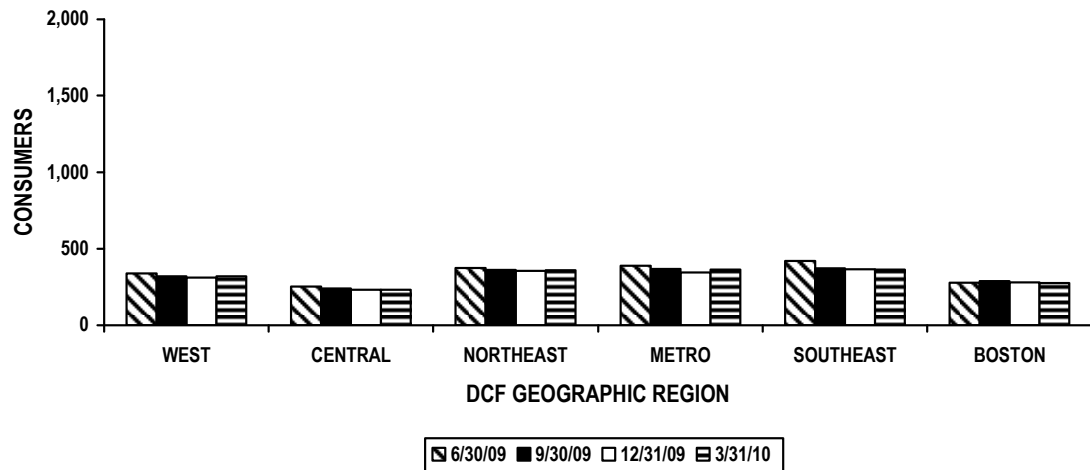 2,000
1,500
1,000
500
0
CONSUMERS
WEST CENTRAL NORTHEAST METRO SOUTHEAST BOSTON
DCF GEOGRAPHIC REGION
6/30/09 9/30/09 12/31/09 3/31/10